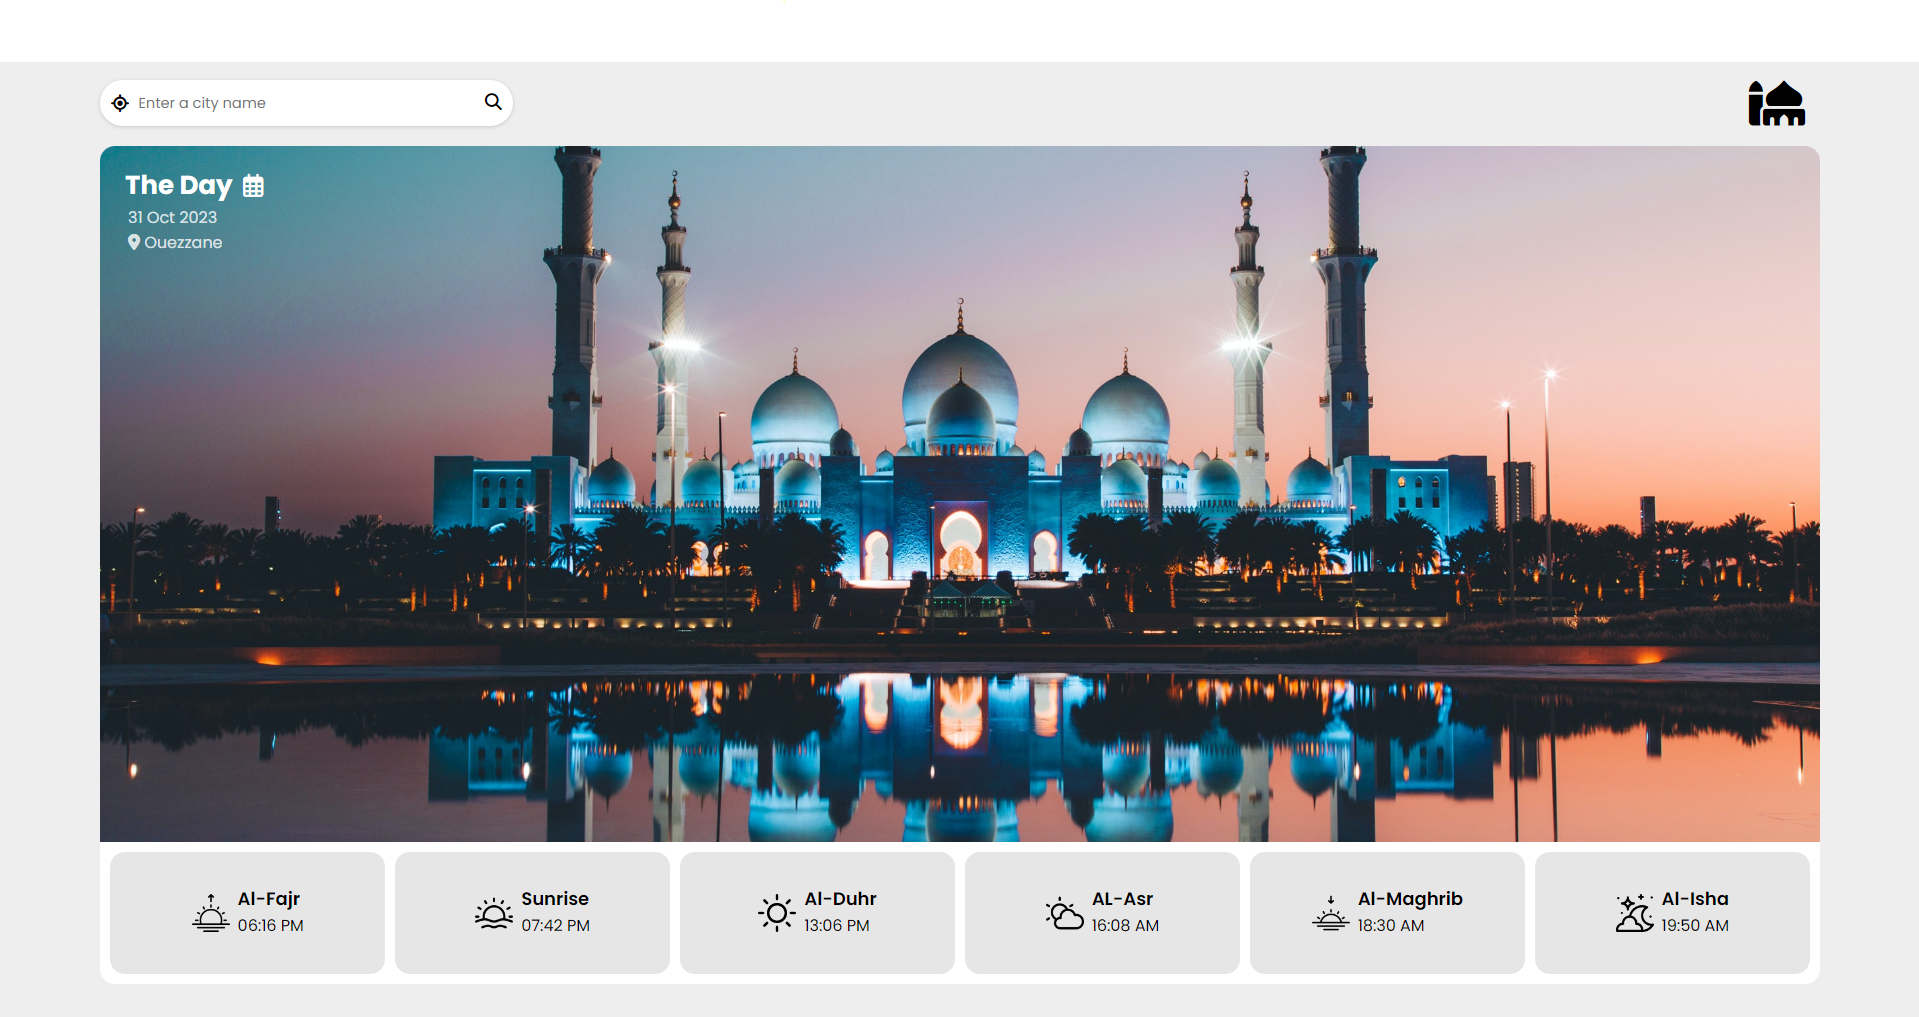 Enter a city name
The Day
31 Oct 2023
Ouezzane
Al-Fajr
06:16 PM
Sunrise
07:42 PM
Al-Duhr
13:06 PM
AL-Asr
16:08 AM
Al-Maghrib
18:30 AM
Al-Isha
19:50 AM